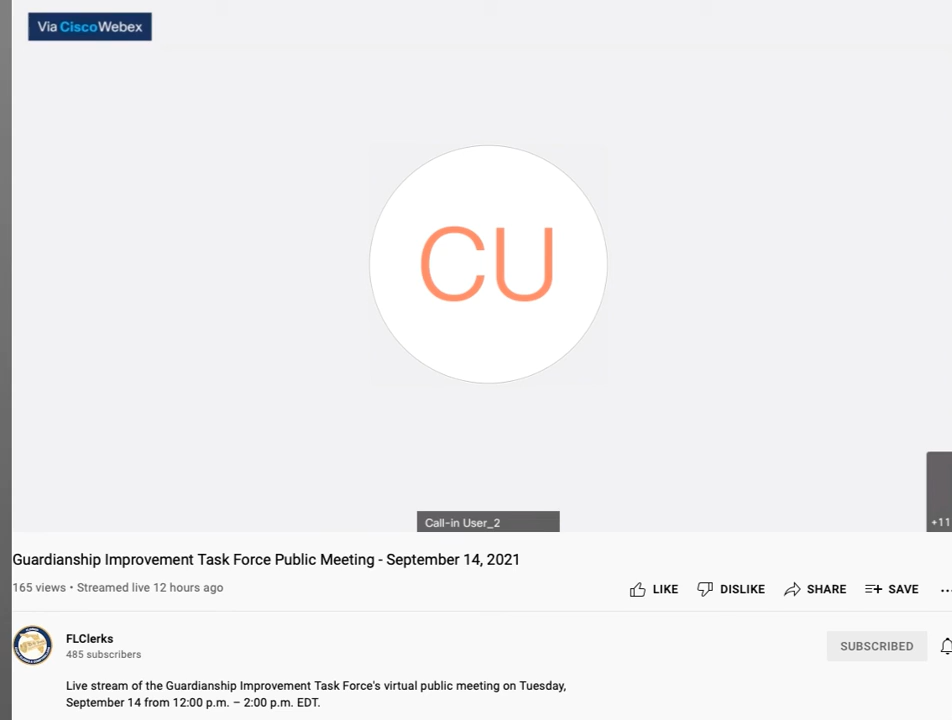 Via CiscoWebex
CU
Call-in User_2
+11
Guardianship Improvement Task Force Public Meeting - September 14, 2021
165 views • Streamed live 12 hours ago
LIKE DISLIKE SHARE SAVE ...
FLClerks
485 subscribers
SUBSCRIBED
Live stream of the Guardianship Improvement Task Force's virtual public meeting on Tuesday,
September 14 from 12:00 p.m. – 2:00 p.m. EDT.